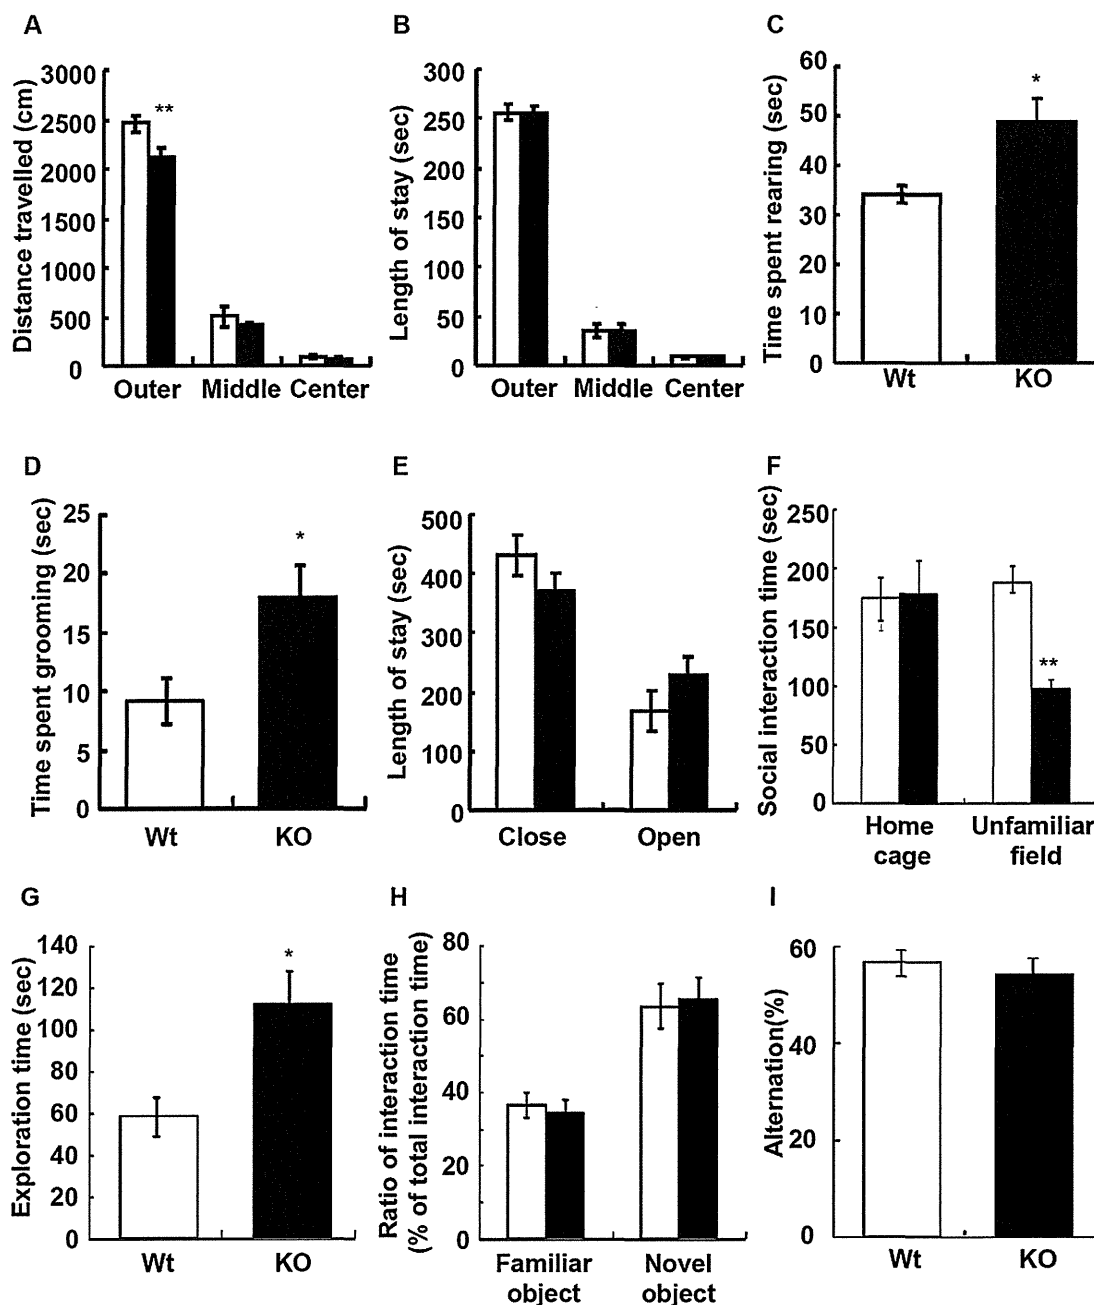 A
Distance travelled (cm)
3000
2500
2000
1500
1000
500
0
**
Outer Middle Center
B
Length of stay (sec)
300
250
200
150
100
50
0
Outer Middle Center
C
Time spent rearing (sec)
60
50
40
30
20
10
0
*
Wt KO
D
Time spent grooming (sec)
25
20
15
10
5
0
*
Wt KO
E
Length of stay (sec)
500
400
300
200
100
0
Close Open
F
Social interaction time (sec)
250
200
150
100
50
0
**
Home Unfamiliar
cage field
G
Exploration time (sec)
140
120
100
80
60
40
20
0
*
Wt KO
H
Ratio of interaction time
(% of total interaction time)
80
60
40
20
0
Familiar Novel
object object
I
Alternation(%)
60
40
20
0
Wt KO